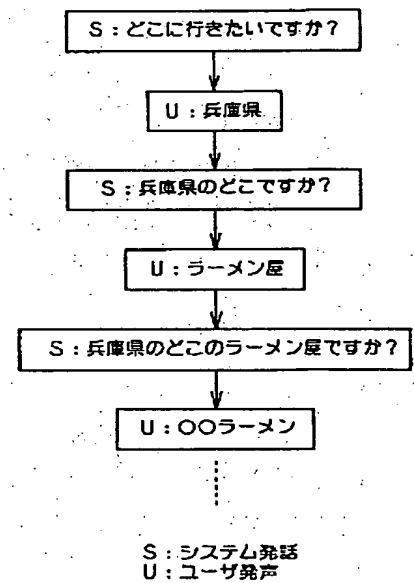 S：どこに行きたいですか？
U：兵庫県
S：兵庫県のどこですか？
U：ラーメン屋
S：兵庫県のどこのラーメン屋ですか？
U：〇〇ラーメン
S：システム発話
U：ユーザ発声